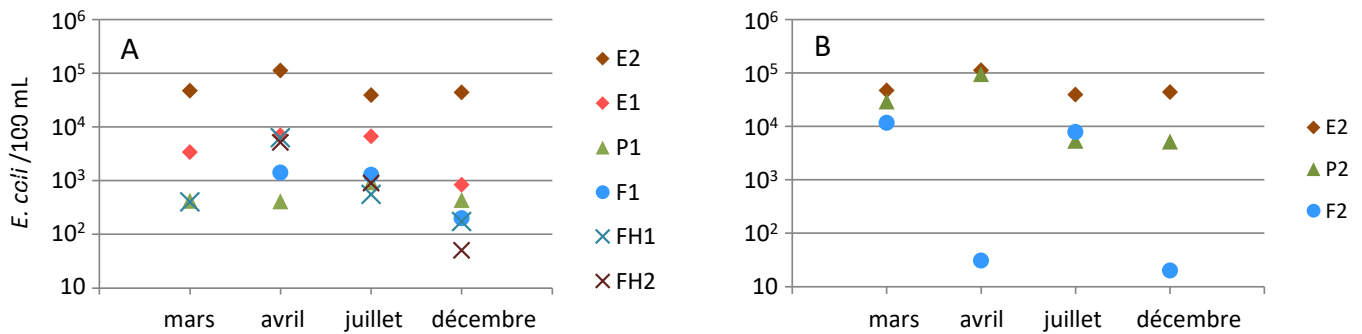 E. coli /100 mL
A
10⁶
10⁵
10⁴
10³
10²
10
mars avril juillet décembre
E2
E1
P1
F1
FH1
FH2
B
10⁶
10⁵
10⁴
10³
10²
10
mars avril juillet décembre
E2
P2
F2